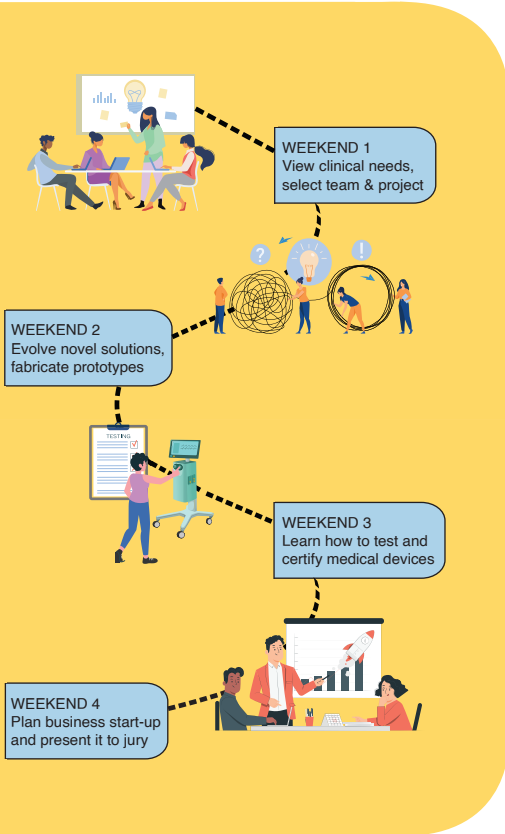 WEEKEND 1
View clinical needs,
select team & project
?
!
WEEKEND 2
Evolve novel solutions,
fabricate prototypes
TESTING
WEEKEND 3
Learn how to test and
certify medical devices
WEEKEND 4
Plan business start-up
and present it to jury